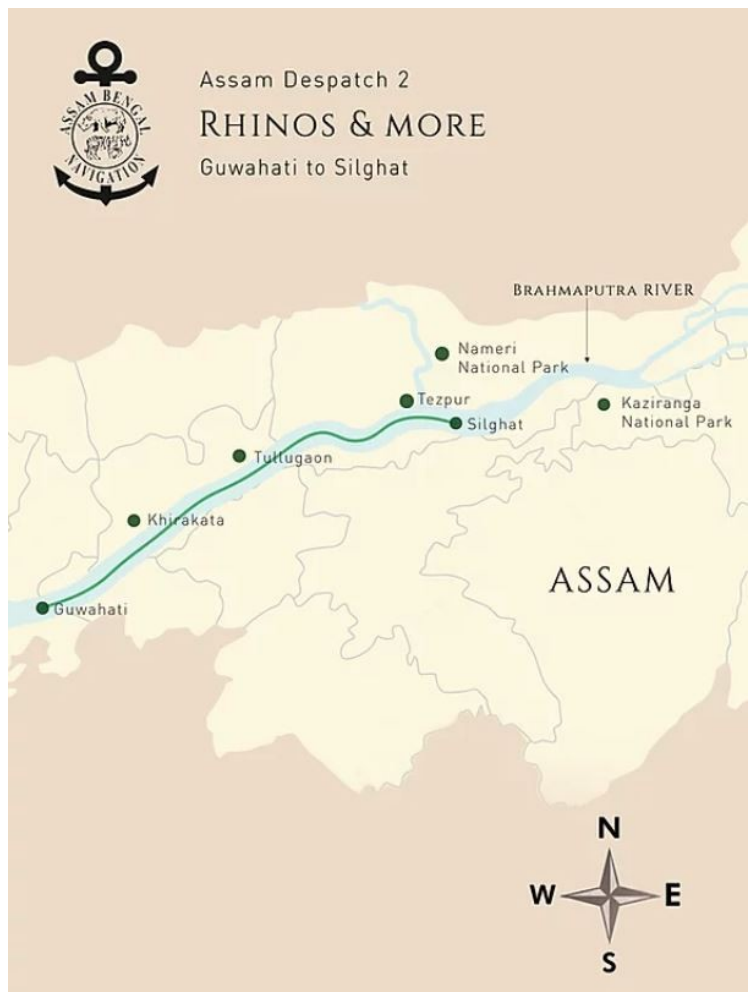 ASSAM BENGAL
NAVIGATION
Assam Despatch 2
RHINOS & MORE
Guwahati to Silghat
BRAHMAPUTRA RIVER
Nameri
National Park
Tezpur
Kaziranga
National Park
Silghat
Tullugaon
Khirakata
ASSAM
Guwahati
N
W
E
S